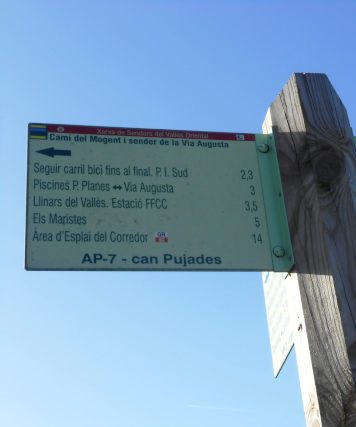 Xarxa de Senders del Vallès Oriental
Camí del Mogent i sender de la Via Augusta
Seguir carril bici fins al final. P. I. Sud 2,3
Piscines P. Planes ↔ Via Augusta 3
Llinars del Vallès. Estació FFCC 3,5
Els Maristes 5
Àrea d'Esplai del Corredor GR 92 14
AP-7 - can Pujades